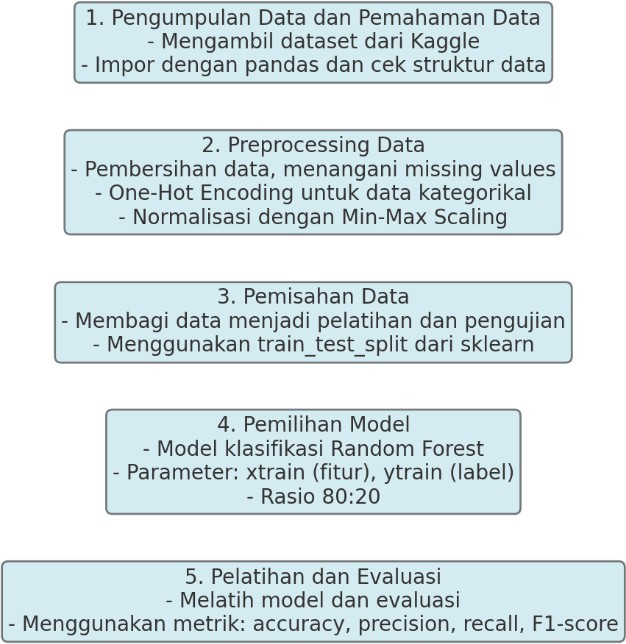 1. Pengumpulan Data dan Pemahaman Data
- Mengambil dataset dari Kaggle
- Impor dengan pandas dan cek struktur data
2. Preprocessing Data
- Pembersihan data, menangani missing values
- One-Hot Encoding untuk data kategorikal
- Normalisasi dengan Min-Max Scaling
3. Pemisahan Data
- Membagi data menjadi pelatihan dan pengujian
- Menggunakan train_test_split dari sklearn
4. Pemilihan Model
- Model klasifikasi Random Forest
- Parameter: xtrain (fitur), ytrain (label)
- Rasio 80:20
5. Pelatihan dan Evaluasi
- Melatih model dan evaluasi
- Menggunakan metrik: accuracy, precision, recall, F1-score